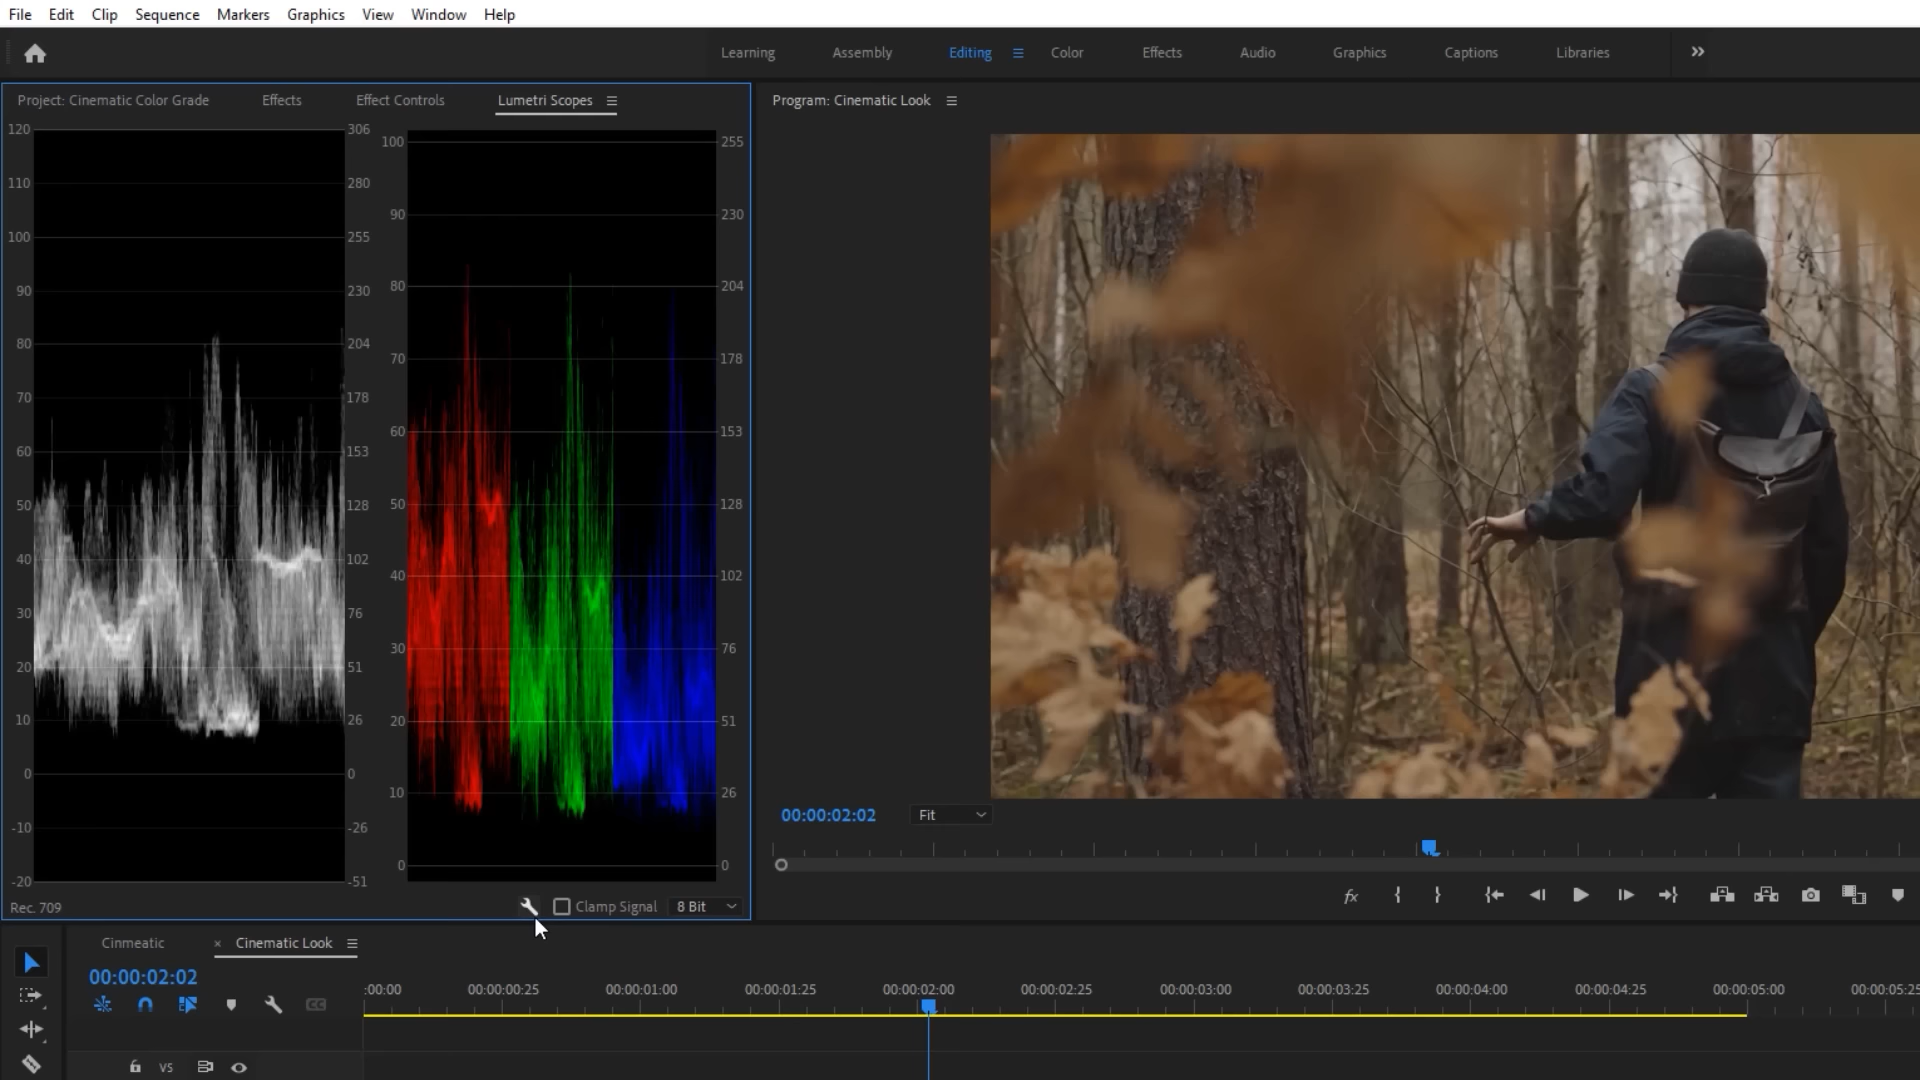 File Edit Clip Sequence Markers Graphics View Window Help
Learning Assembly Editing Color Effects Audio Graphics Captions Libraries
Project: Cinematic Color Grade Effects Effect Controls Lumetri Scopes
Program: Cinematic Look
120 306
110 280
100 255
90 230
80 204
70 178
60 153
50 128
40 102
30 76
20 51
10 26
0 0
-10 -26
-20 -51
100 255
90 230
80 204
70 178
60 153
50 128
40 102
30 76
20 51
10 26
0 0
Rec. 709
Clamp Signal 8 Bit
00:00:02:02 Fit
fx
Cinmeatic × Cinematic Look
00:00:02:02
CC
:00:00 00:00:00:25 00:00:01:00 00:00:01:25 00:00:02:00 00:00:02:25 00:00:03:00 00:00:03:25 00:00:04:00 00:00:04:25 00:00:05:00 00:00:05:25
V5